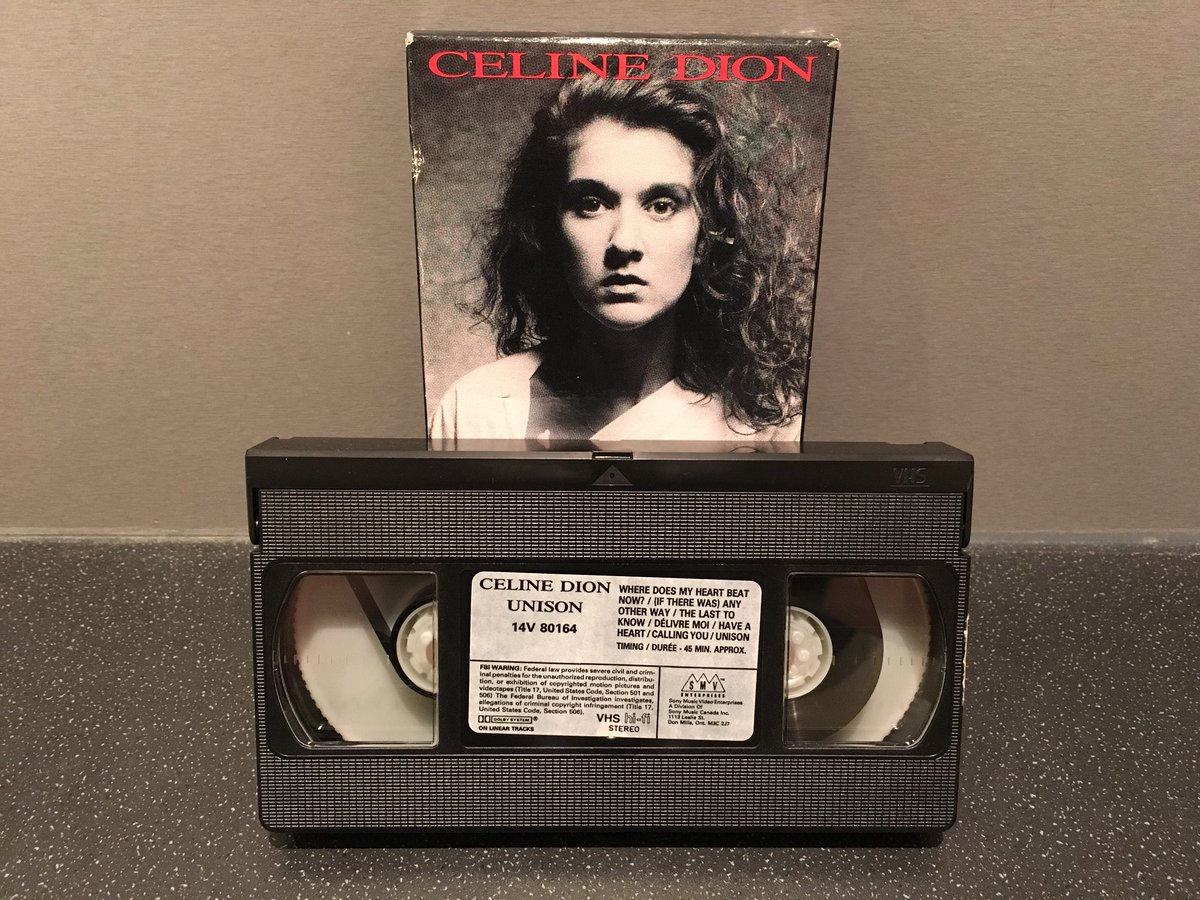 CELINE DION
VHS
CELINE DION
UNISON
14V 80164
WHERE DOES MY HEART BEAT
NOW? / (IF THERE WAS) ANY
OTHER WAY / THE LAST TO
KNOW / DÉLIVRE MOI / HAVE A
HEART / CALLING YOU / UNISON
TIMING / DURÉE - 45 MIN. APPROX.
FBI WARING: Federal law provides severe civil and crim-
inal penalties for the unauthorized reproduction, distribu-
tion, or exhibition of copyrighted motion pictures and
videotapes (Title 17, United States Code, Section 501 and
506) The Federal Bureau of Investigation investigates,
allegations of criminal copyright infringement (Title 17,
United States Code, Section 506).
DOLBY SYSTEM®
ON LINEAR TRACKS
VHS hi-fi
STEREO
SMV
ENTERPRISES
Sony Music Video Enterprises
A Division Of
Sony Music Canada Inc.
1113 Leslie St.
Don Mills, Ont. M3C 2J7